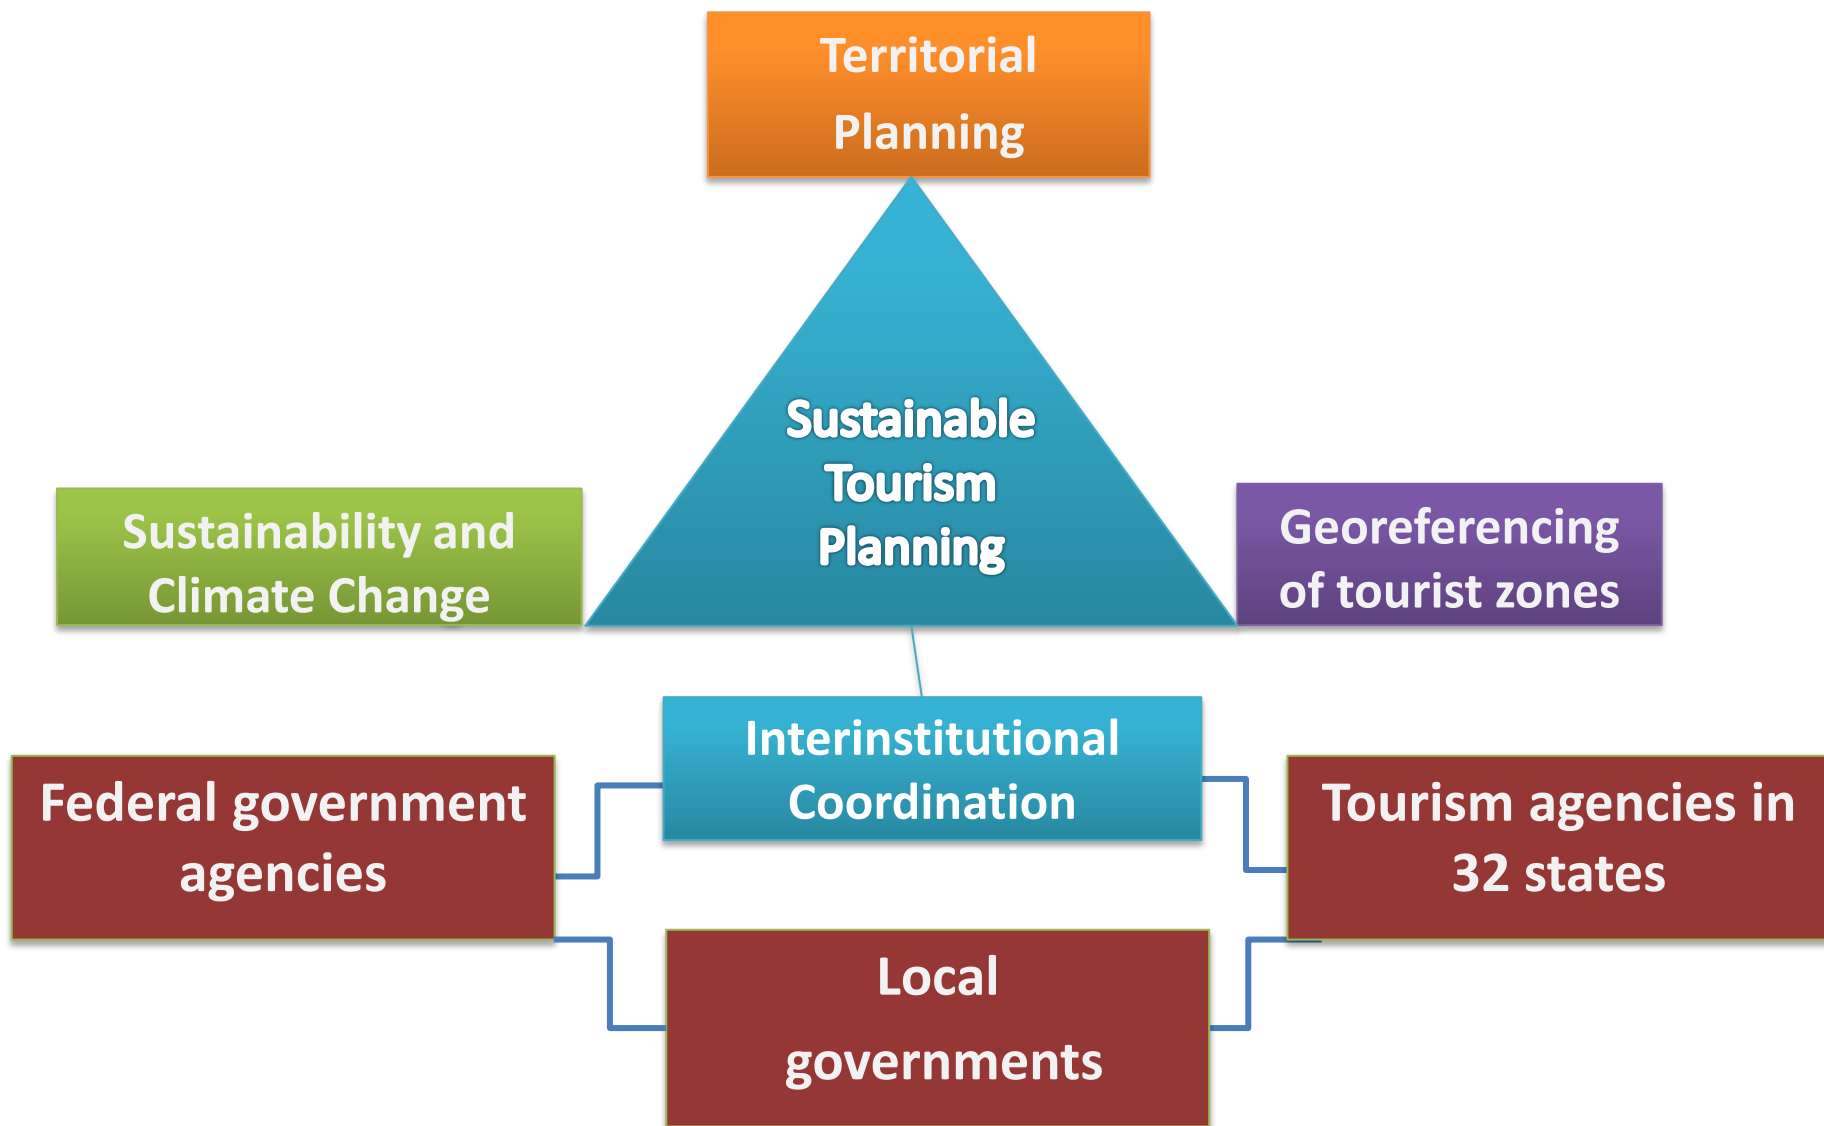 Territorial
Planning
Sustainable
Tourism
Planning
Sustainability and
Climate Change
Georeferencing
of tourist zones
Interinstitutional
Coordination
Federal government
agencies
Tourism agencies in
32 states
Local
governments